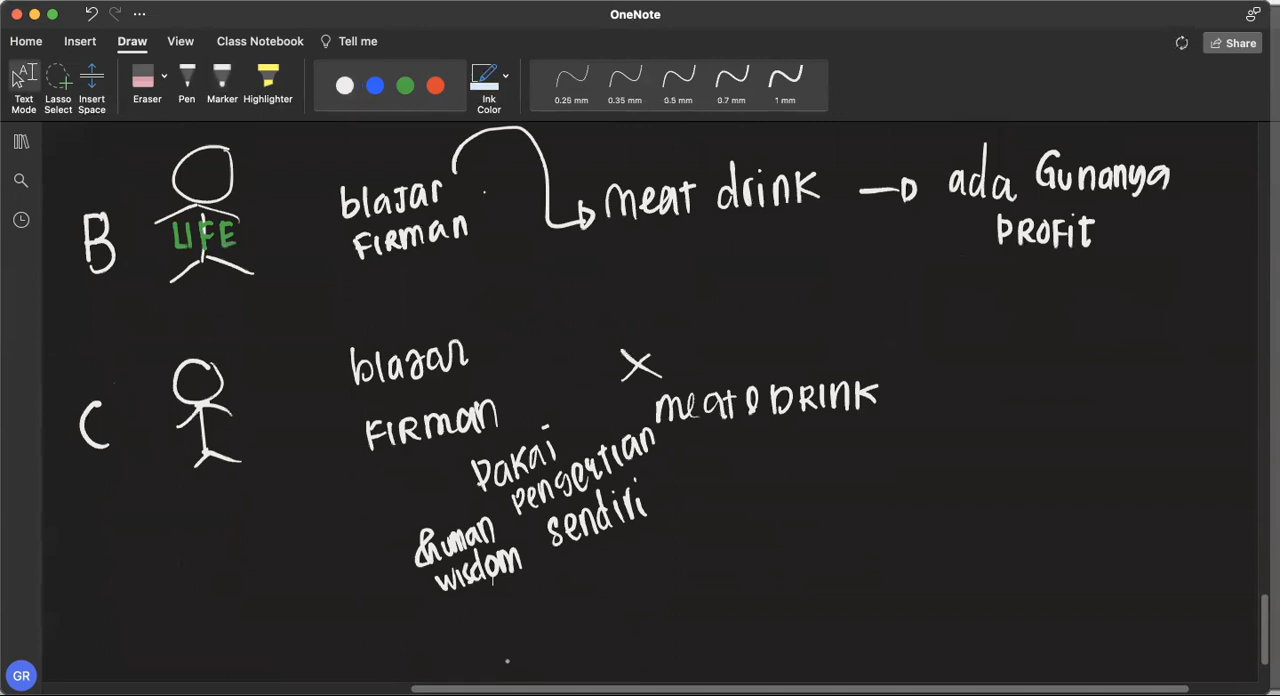 OneNote
Home Insert Draw View Class Notebook Tell me
Share
Text Mode
Lasso Select
Insert Space
Eraser
Pen
Marker
Highlighter
Ink Color
0.25 mm
0.35 mm
0.5 mm
0.7 mm
1 mm
B
LIFE
blajar
FIRMAN
meat drink
ada Gunanya
PROFit
C
blajar
FIRMAN
X
meat & DRINK
Pakai
pengertian
sendiri
&human
wisdom
GR